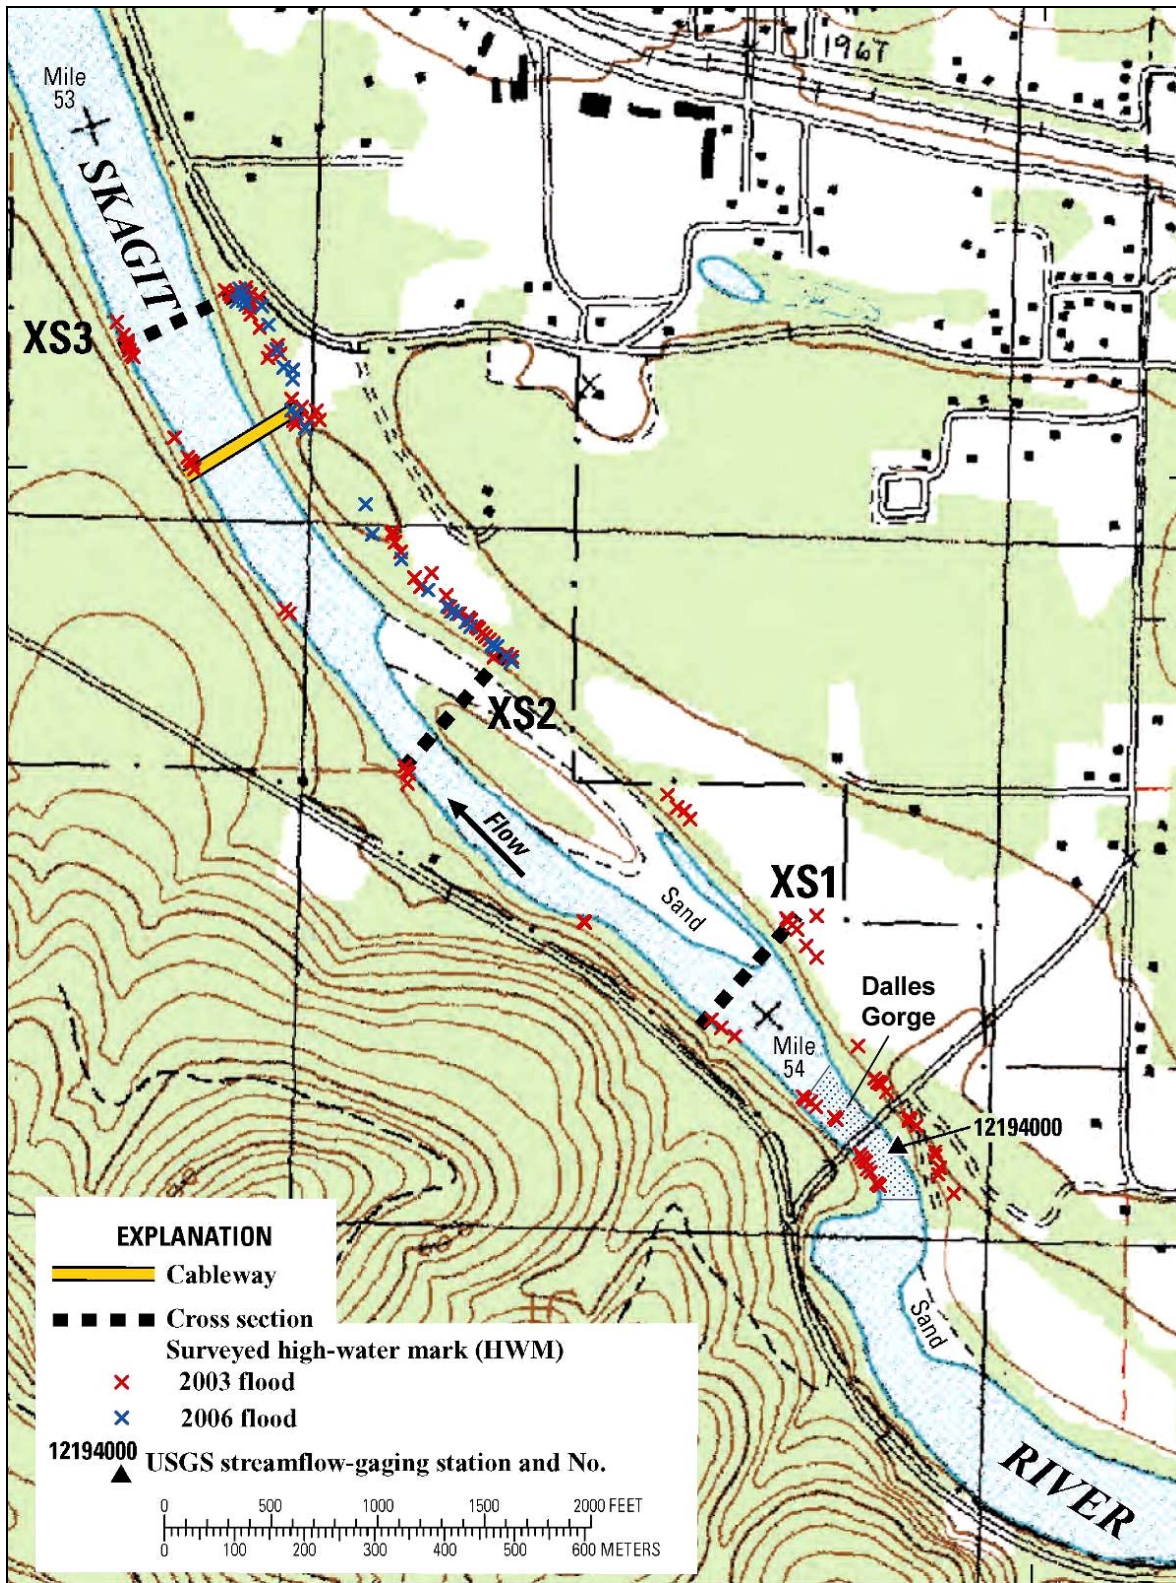 1967
Mile
53
SKAGIT
XS3
XS2
Flow
XS1
Sand
Dalles
Gorge
Mile
54
12194000
Sand
RIVER
EXPLANATION
Cableway
Cross section
Surveyed high-water mark (HWM)
2003 flood
2006 flood
12194000 USGS streamflow-gaging station and No.
0 500 1000 1500 2000 FEET
0 100 200 300 400 500 600 METERS